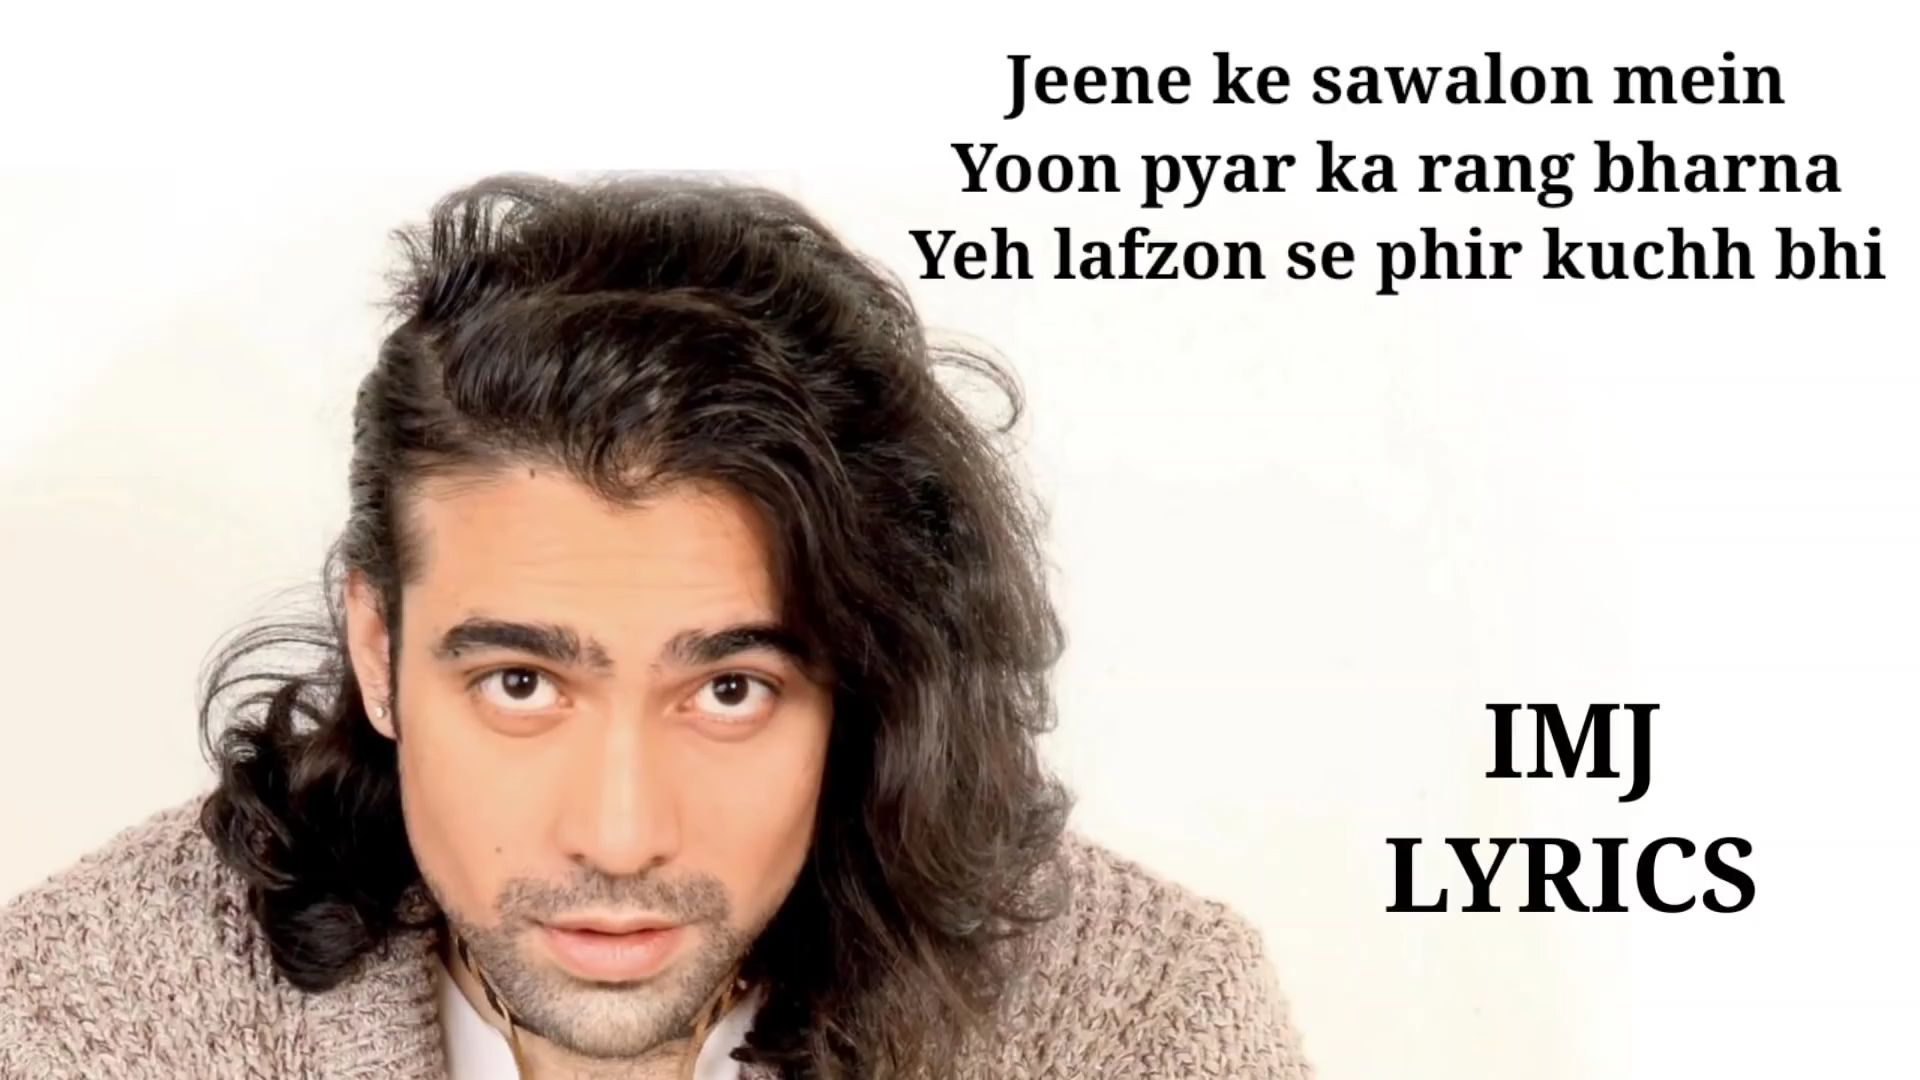 Jeene ke sawalon mein
Yoon pyar ka rang bharna
Yeh lafzon se phir kuchh bhi
IMJ
LYRICS